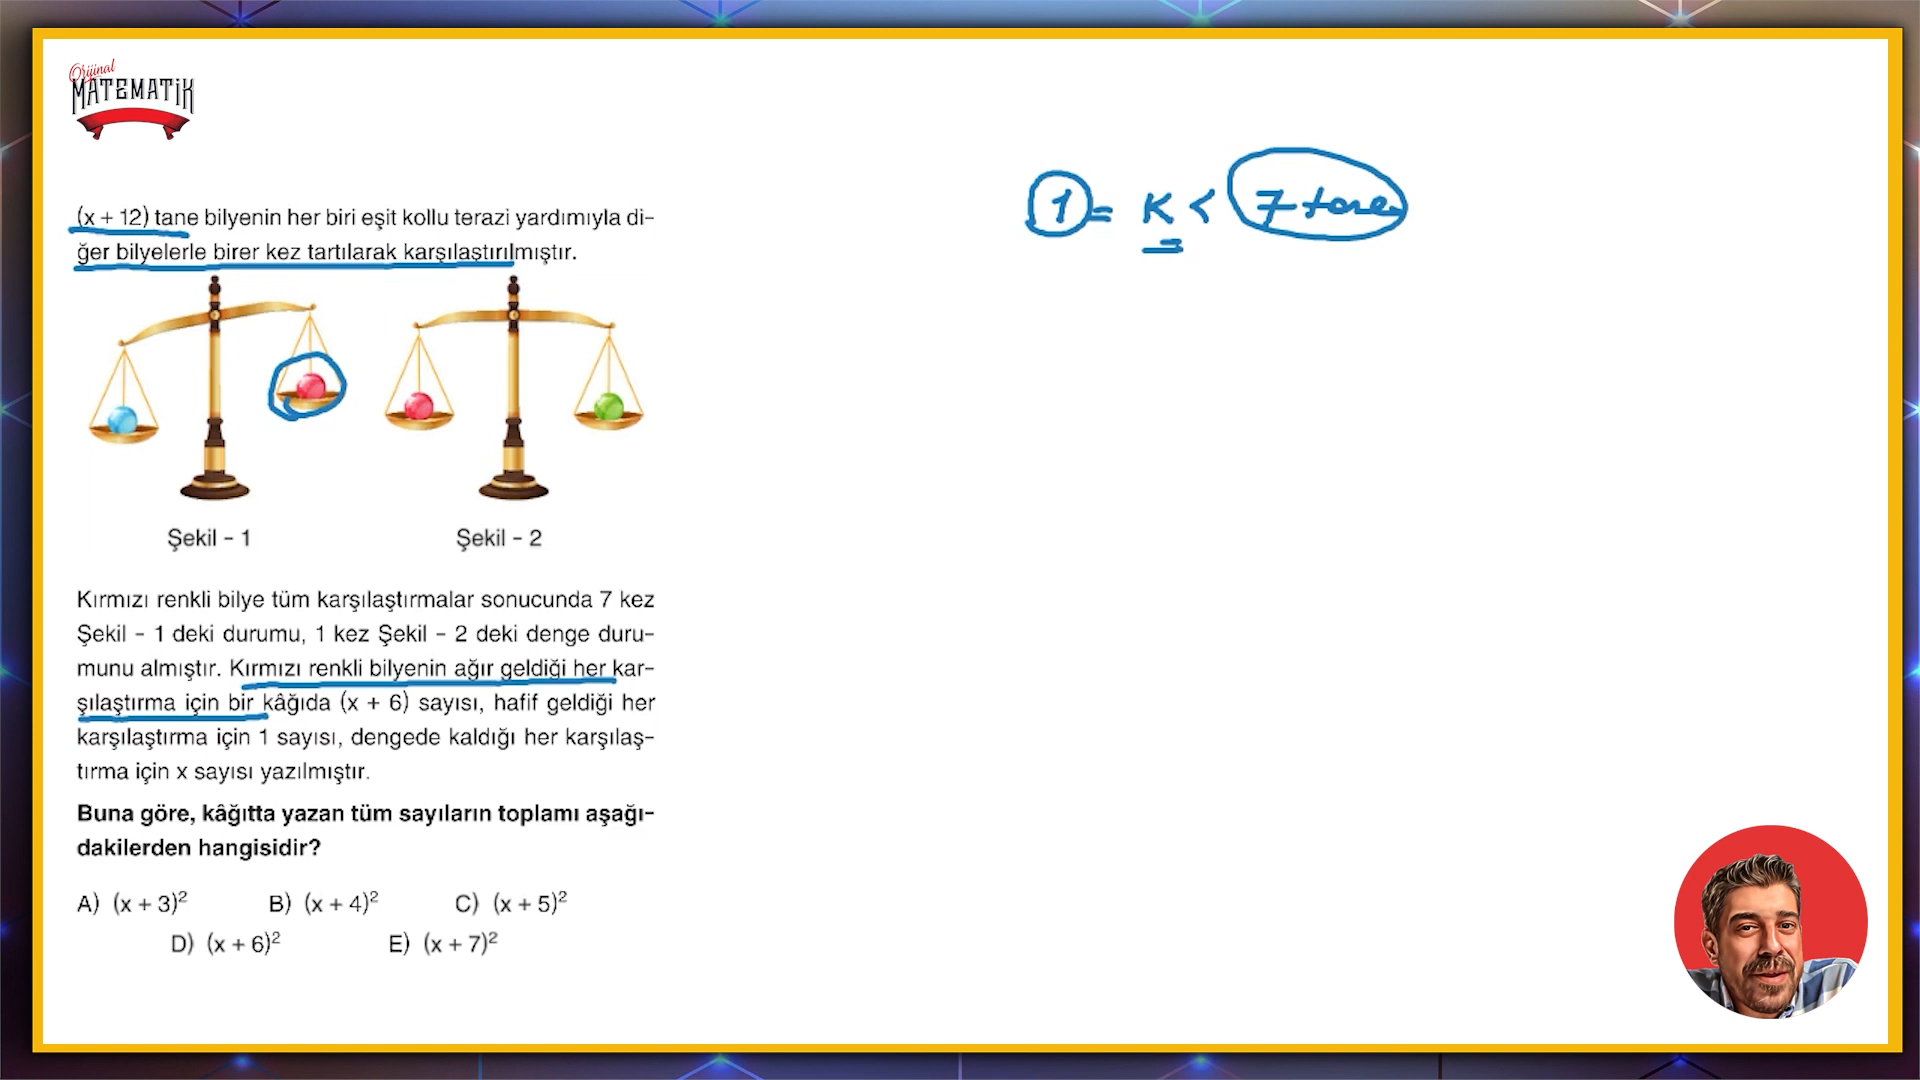 Orijinal
MATEMATİK
1 = K < 7 tane
(x + 12) tane bilyenin her biri eşit kollu terazi yardımıyla di-
ğer bilyelerle birer kez tartılarak karşılaştırılmıştır.
Şekil - 1
Şekil - 2
Kırmızı renkli bilye tüm karşılaştırmalar sonucunda 7 kez
Şekil - 1 deki durumu, 1 kez Şekil - 2 deki denge duru-
munu almıştır. Kırmızı renkli bilyenin ağır geldiği her kar-
şılaştırma için bir kâğıda (x + 6) sayısı, hafif geldiği her
karşılaştırma için 1 sayısı, dengede kaldığı her karşılaş-
tırma için x sayısı yazılmıştır.
Buna göre, kâğıtta yazan tüm sayıların toplamı aşağı-
dakilerden hangisidir?
A) (x + 3)² B) (x + 4)² C) (x + 5)²
D) (x + 6)² E) (x + 7)²